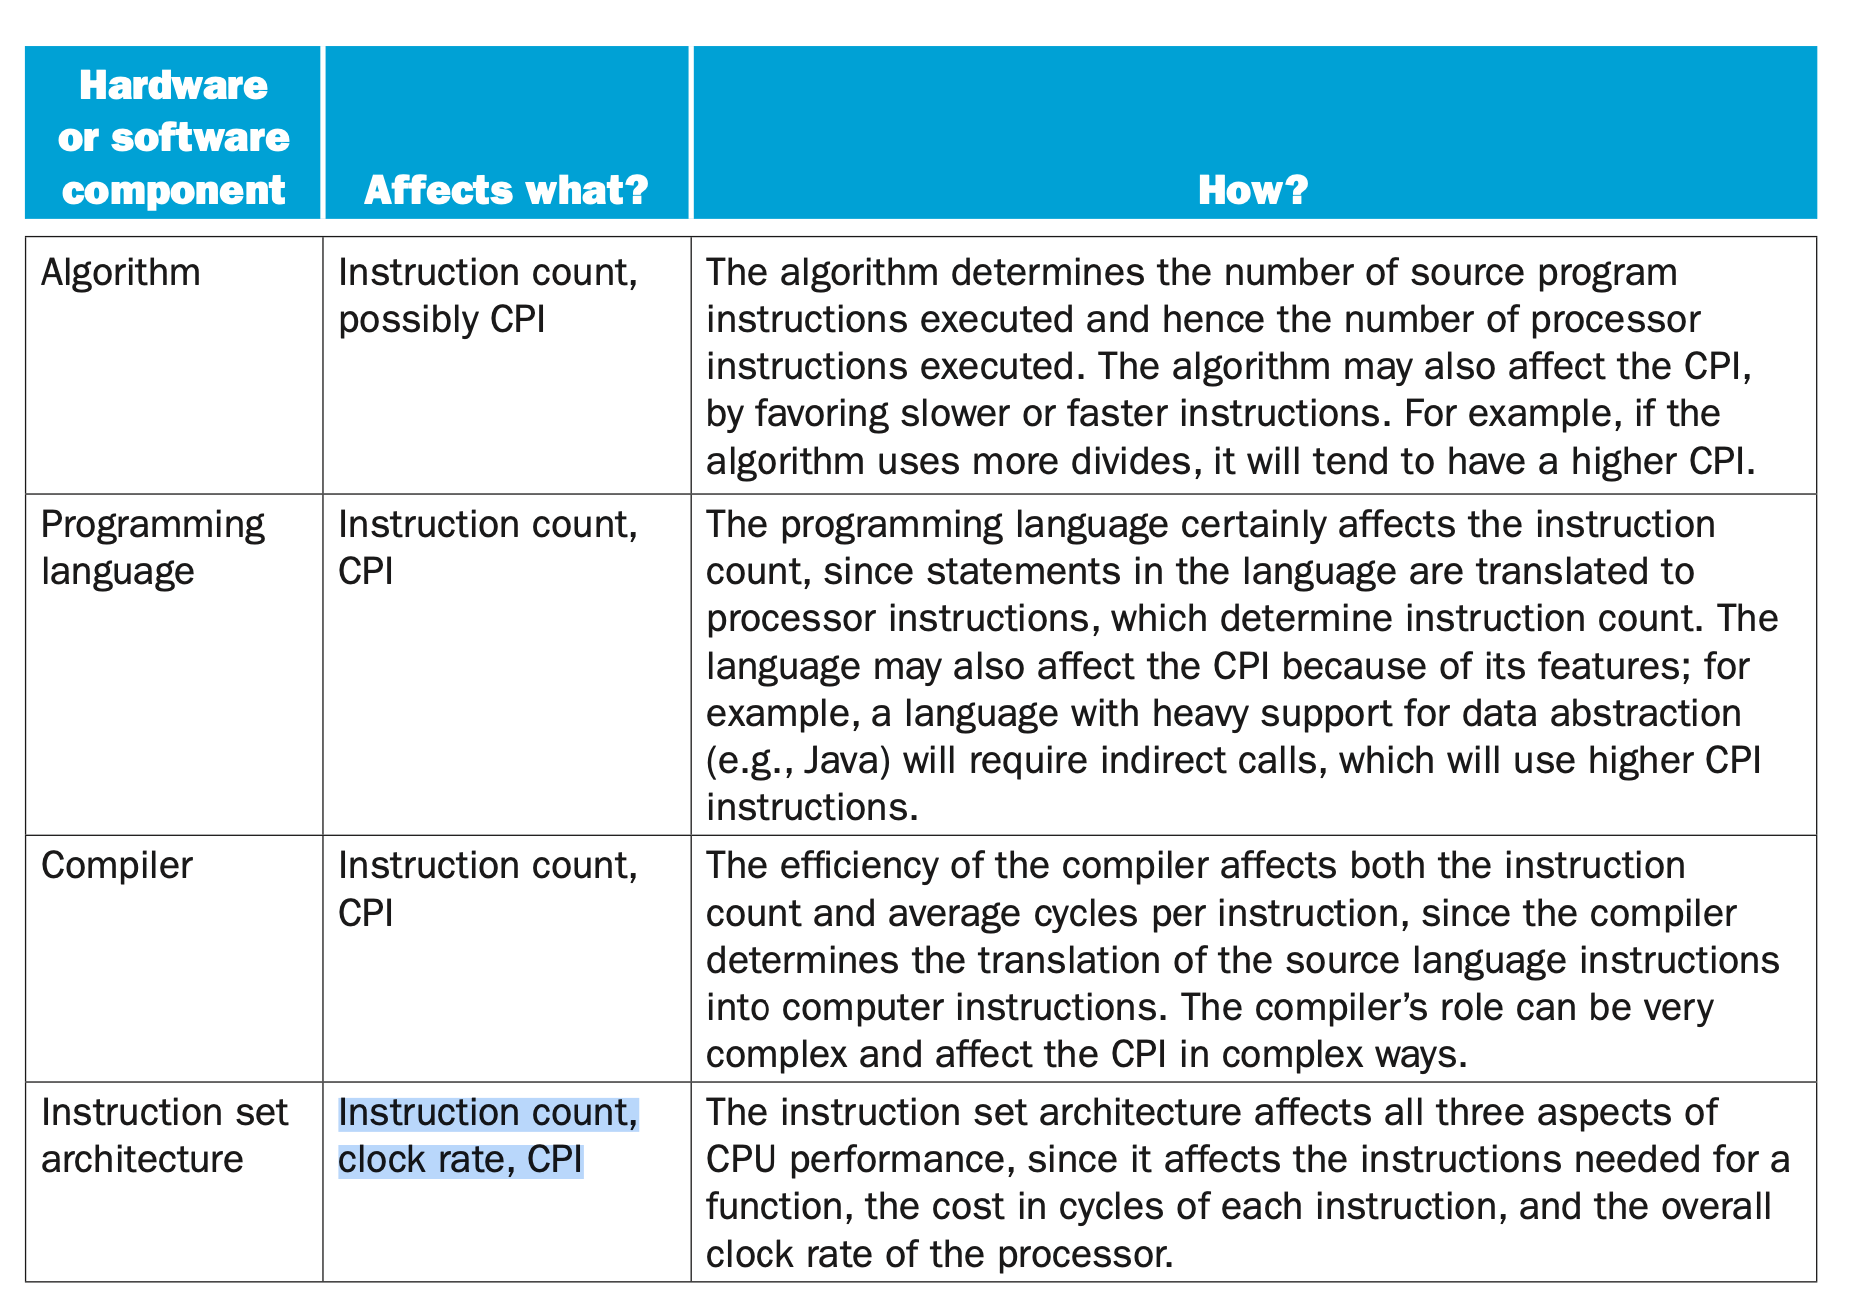 Hardware
or software
component
Affects what?
How?
Algorithm
Instruction count,
possibly CPI
The algorithm determines the number of source program
instructions executed and hence the number of processor
instructions executed. The algorithm may also affect the CPI,
by favoring slower or faster instructions. For example, if the
algorithm uses more divides, it will tend to have a higher CPI.
Programming
language
Instruction count,
CPI
The programming language certainly affects the instruction
count, since statements in the language are translated to
processor instructions, which determine instruction count. The
language may also affect the CPI because of its features; for
example, a language with heavy support for data abstraction
(e.g., Java) will require indirect calls, which will use higher CPI
instructions.
Compiler
Instruction count,
CPI
The efficiency of the compiler affects both the instruction
count and average cycles per instruction, since the compiler
determines the translation of the source language instructions
into computer instructions. The compiler’s role can be very
complex and affect the CPI in complex ways.
Instruction set
architecture
Instruction count,
clock rate, CPI
The instruction set architecture affects all three aspects of
CPU performance, since it affects the instructions needed for a
function, the cost in cycles of each instruction, and the overall
clock rate of the processor.